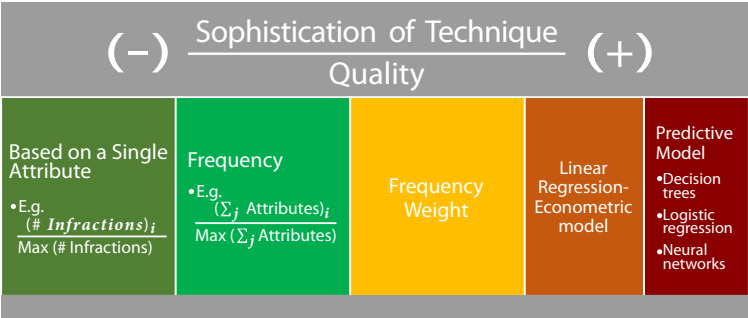 (-) Sophistication of Technique (+)
Quality
Based on a Single
Attribute
•E.g.
(# Infractions)i
Max (# Infractions)
Frequency
•E.g.
(∑j Attributes)i
Max (∑j Attributes)
Frequency
Weight
Linear
Regression-
Econometric
model
Predictive
Model
•Decision
trees
•Logistic
regression
•Neural
networks